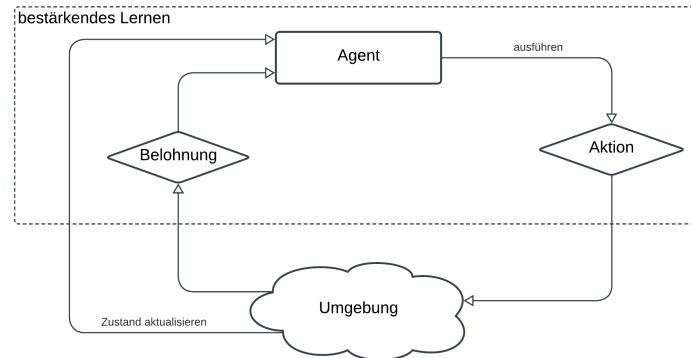 bestärkendes Lernen
Agent
ausführen
Belohnung
Aktion
Umgebung
Zustand aktualisieren